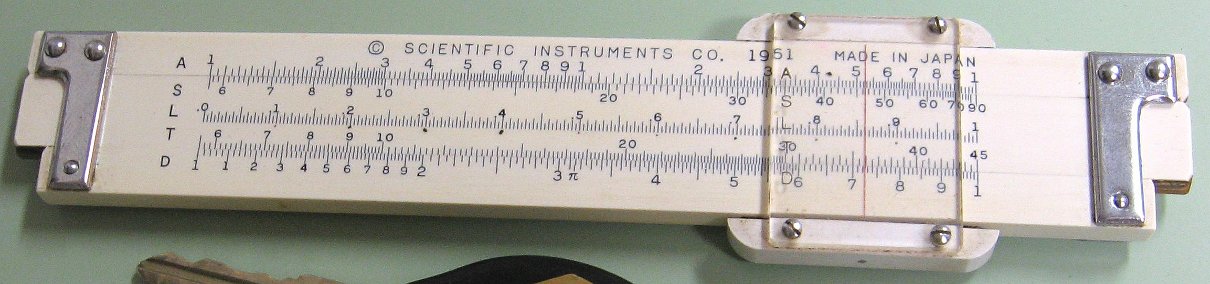 © SCIENTIFIC INSTRUMENTS CO. 1951 MADE IN JAPAN
A 1 2 3 4 5 6 7 8 9 1 2 3 A 4 5 6 7 8 9 1
S 6 7 8 9 10 20 30 S 40 50 60 70 90
L .0 .1 .2 .3 .4 .5 .6 .7 L .8 .9 1
T 6 7 8 9 10 20 30 T 40 45
D 1 1 2 3 4 5 6 7 8 9 2 3 π 4 5 D 6 7 8 9 1